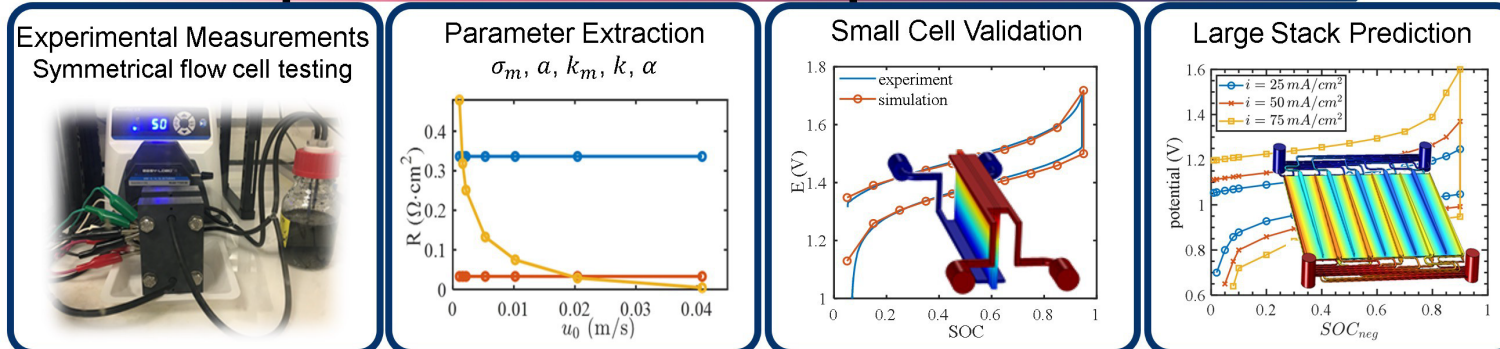 Experimental Measurements
Symmetrical flow cell testing
50
Parameter Extraction
σ_m, a, k_m, k, α
R (Ω·cm²)
0.4
0.3
0.2
0.1
0
0 0.01 0.02 0.03 0.04
u₀ (m/s)
Small Cell Validation
experiment
simulation
E (V)
1.8
1.6
1.4
1.2
1
0 0.2 0.4 0.6 0.8 1
SOC
Large Stack Prediction
i = 25 mA/cm²
i = 50 mA/cm²
i = 75 mA/cm²
potential (V)
1.6
1.4
1.2
1
0.8
0.6
0 0.2 0.4 0.6 0.8 1
SOC_neg